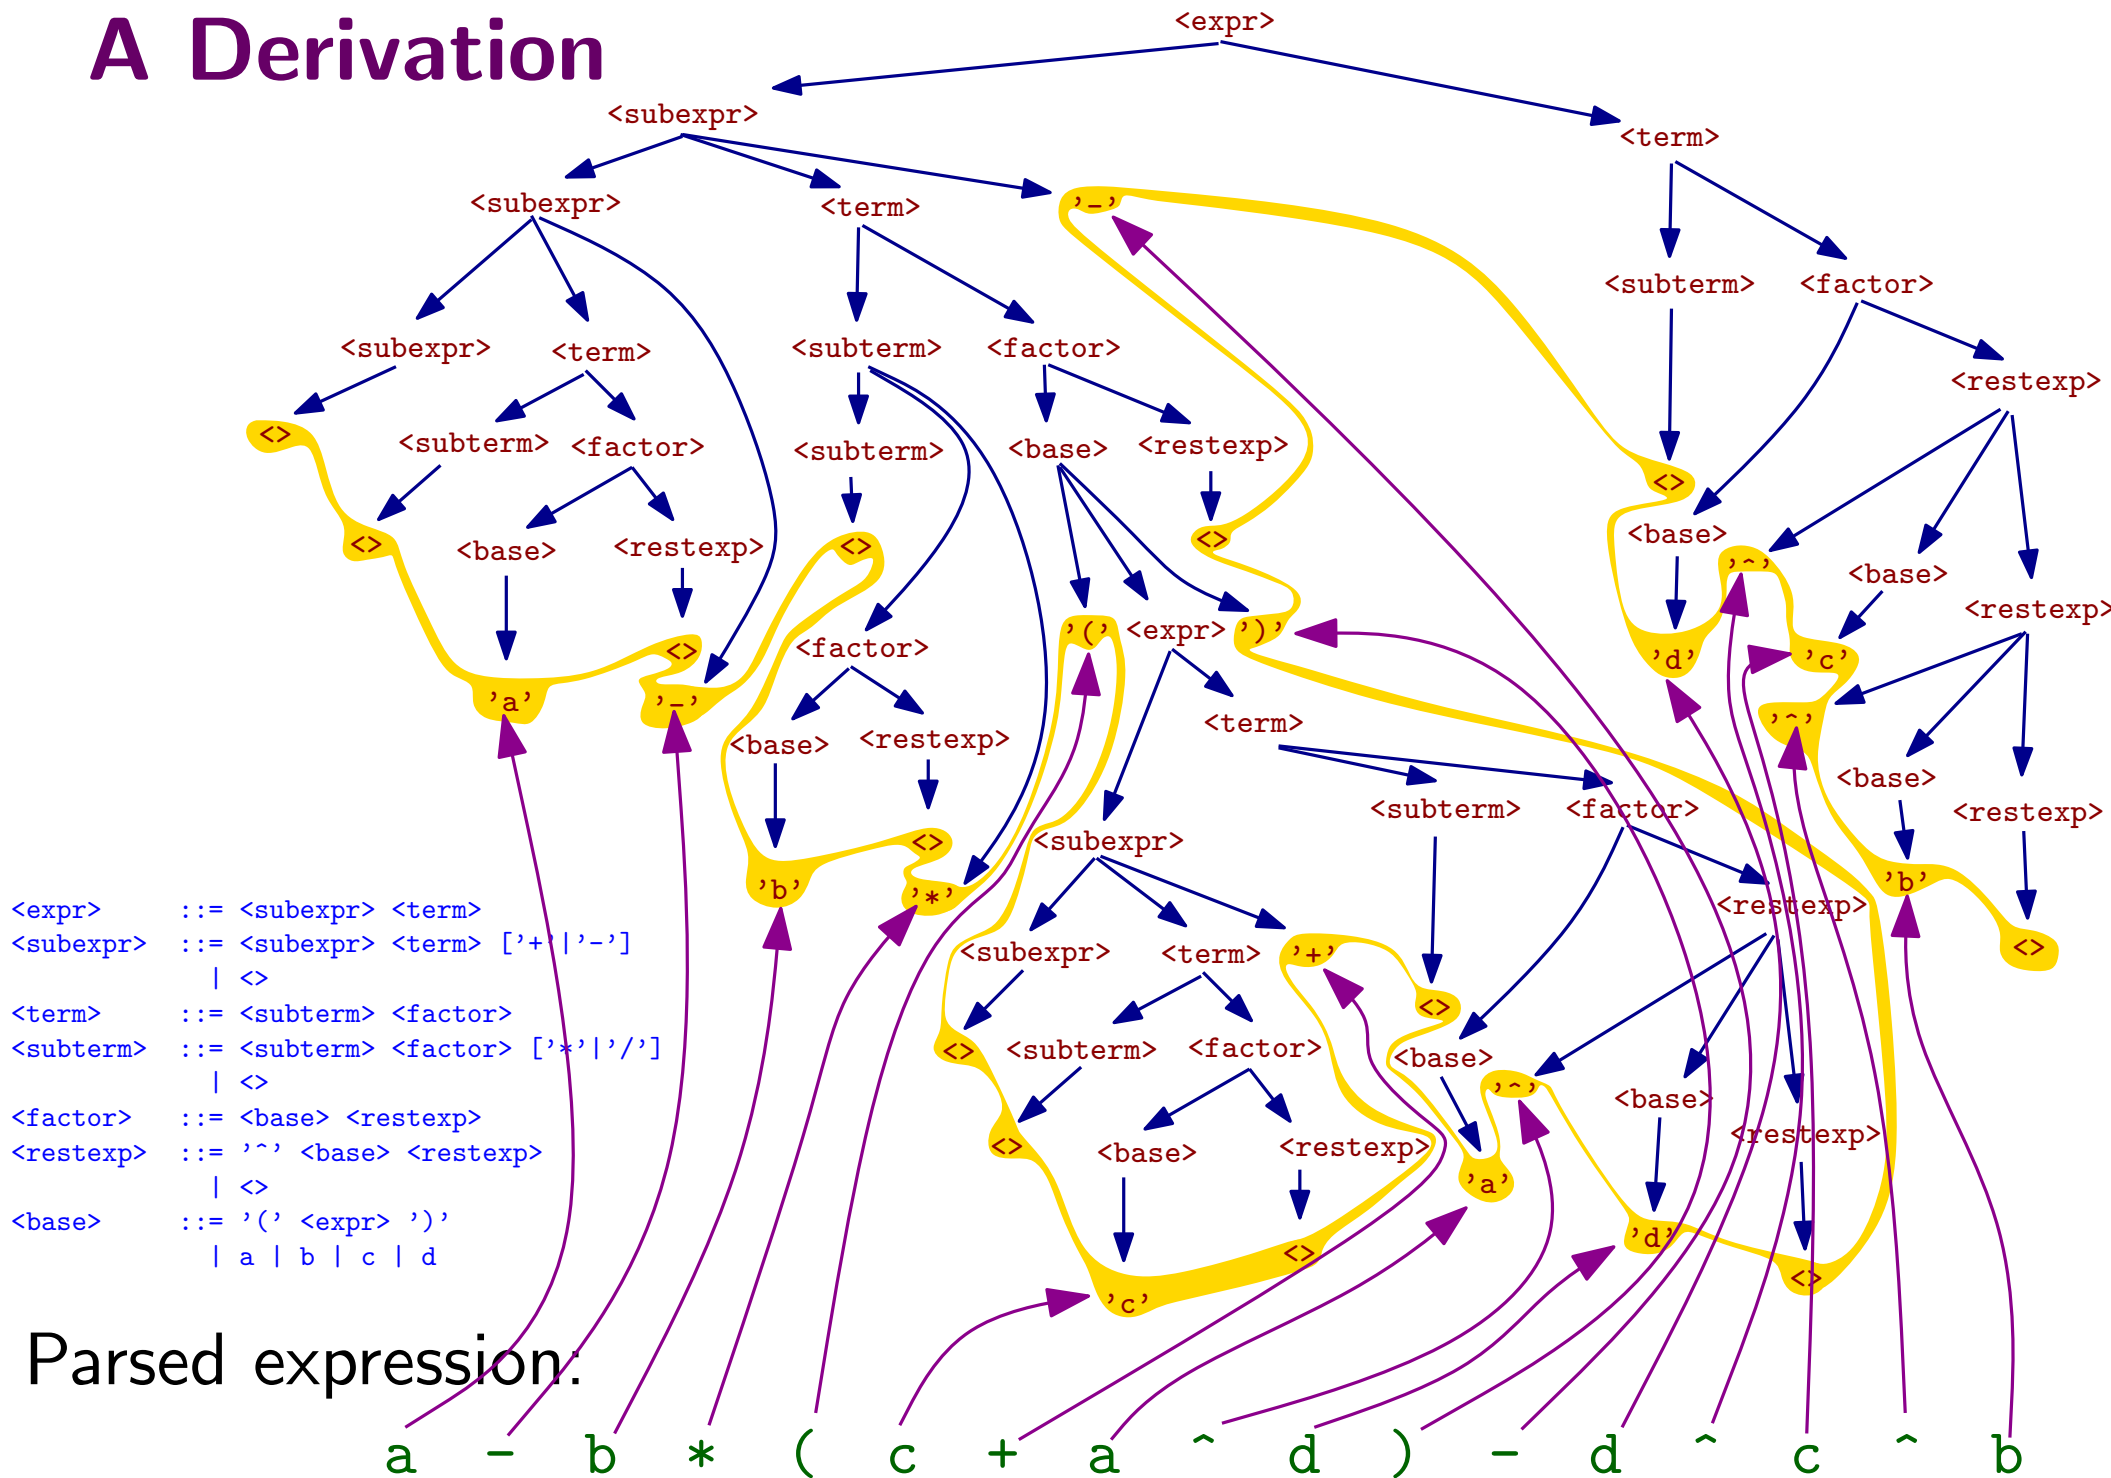 A Derivation
<expr>
<subexpr>
<term>
<subexpr> <term> '-'
<subterm> <factor>
<subexpr> <term> <subterm> <factor>
<restexp>
<> <subterm> <factor> <subterm> <base> <restexp>
<>
<> <base> <restexp> <> <> <base> '^' <base>
<restexp>
<> <factor> '(' <expr> ')' 'd' 'c'
'a' '-' <term> '^'
<base> <restexp> <base>
<subterm> <factor> <restexp>
<> <subexpr>
'b' '*' 'b'
<restexp>
<subexpr> <term> '+' <>
<>
<> <subterm> <factor> <base> '^' <base>
<> <base> <restexp> 'a' <restexp>
'd'
<> <>
'c'
<expr> ::= <subexpr> <term>
<subexpr> ::= <subexpr> <term> ['+'|'-']
| <>
<term> ::= <subterm> <factor>
<subterm> ::= <subterm> <factor> ['*'|'/']
| <>
<factor> ::= <base> <restexp>
<restexp> ::= '^' <base> <restexp>
| <>
<base> ::= '(' <expr> ')'
| a | b | c | d
Parsed expression:
a - b * ( c + a ^ d ) - d ^ c ^ b